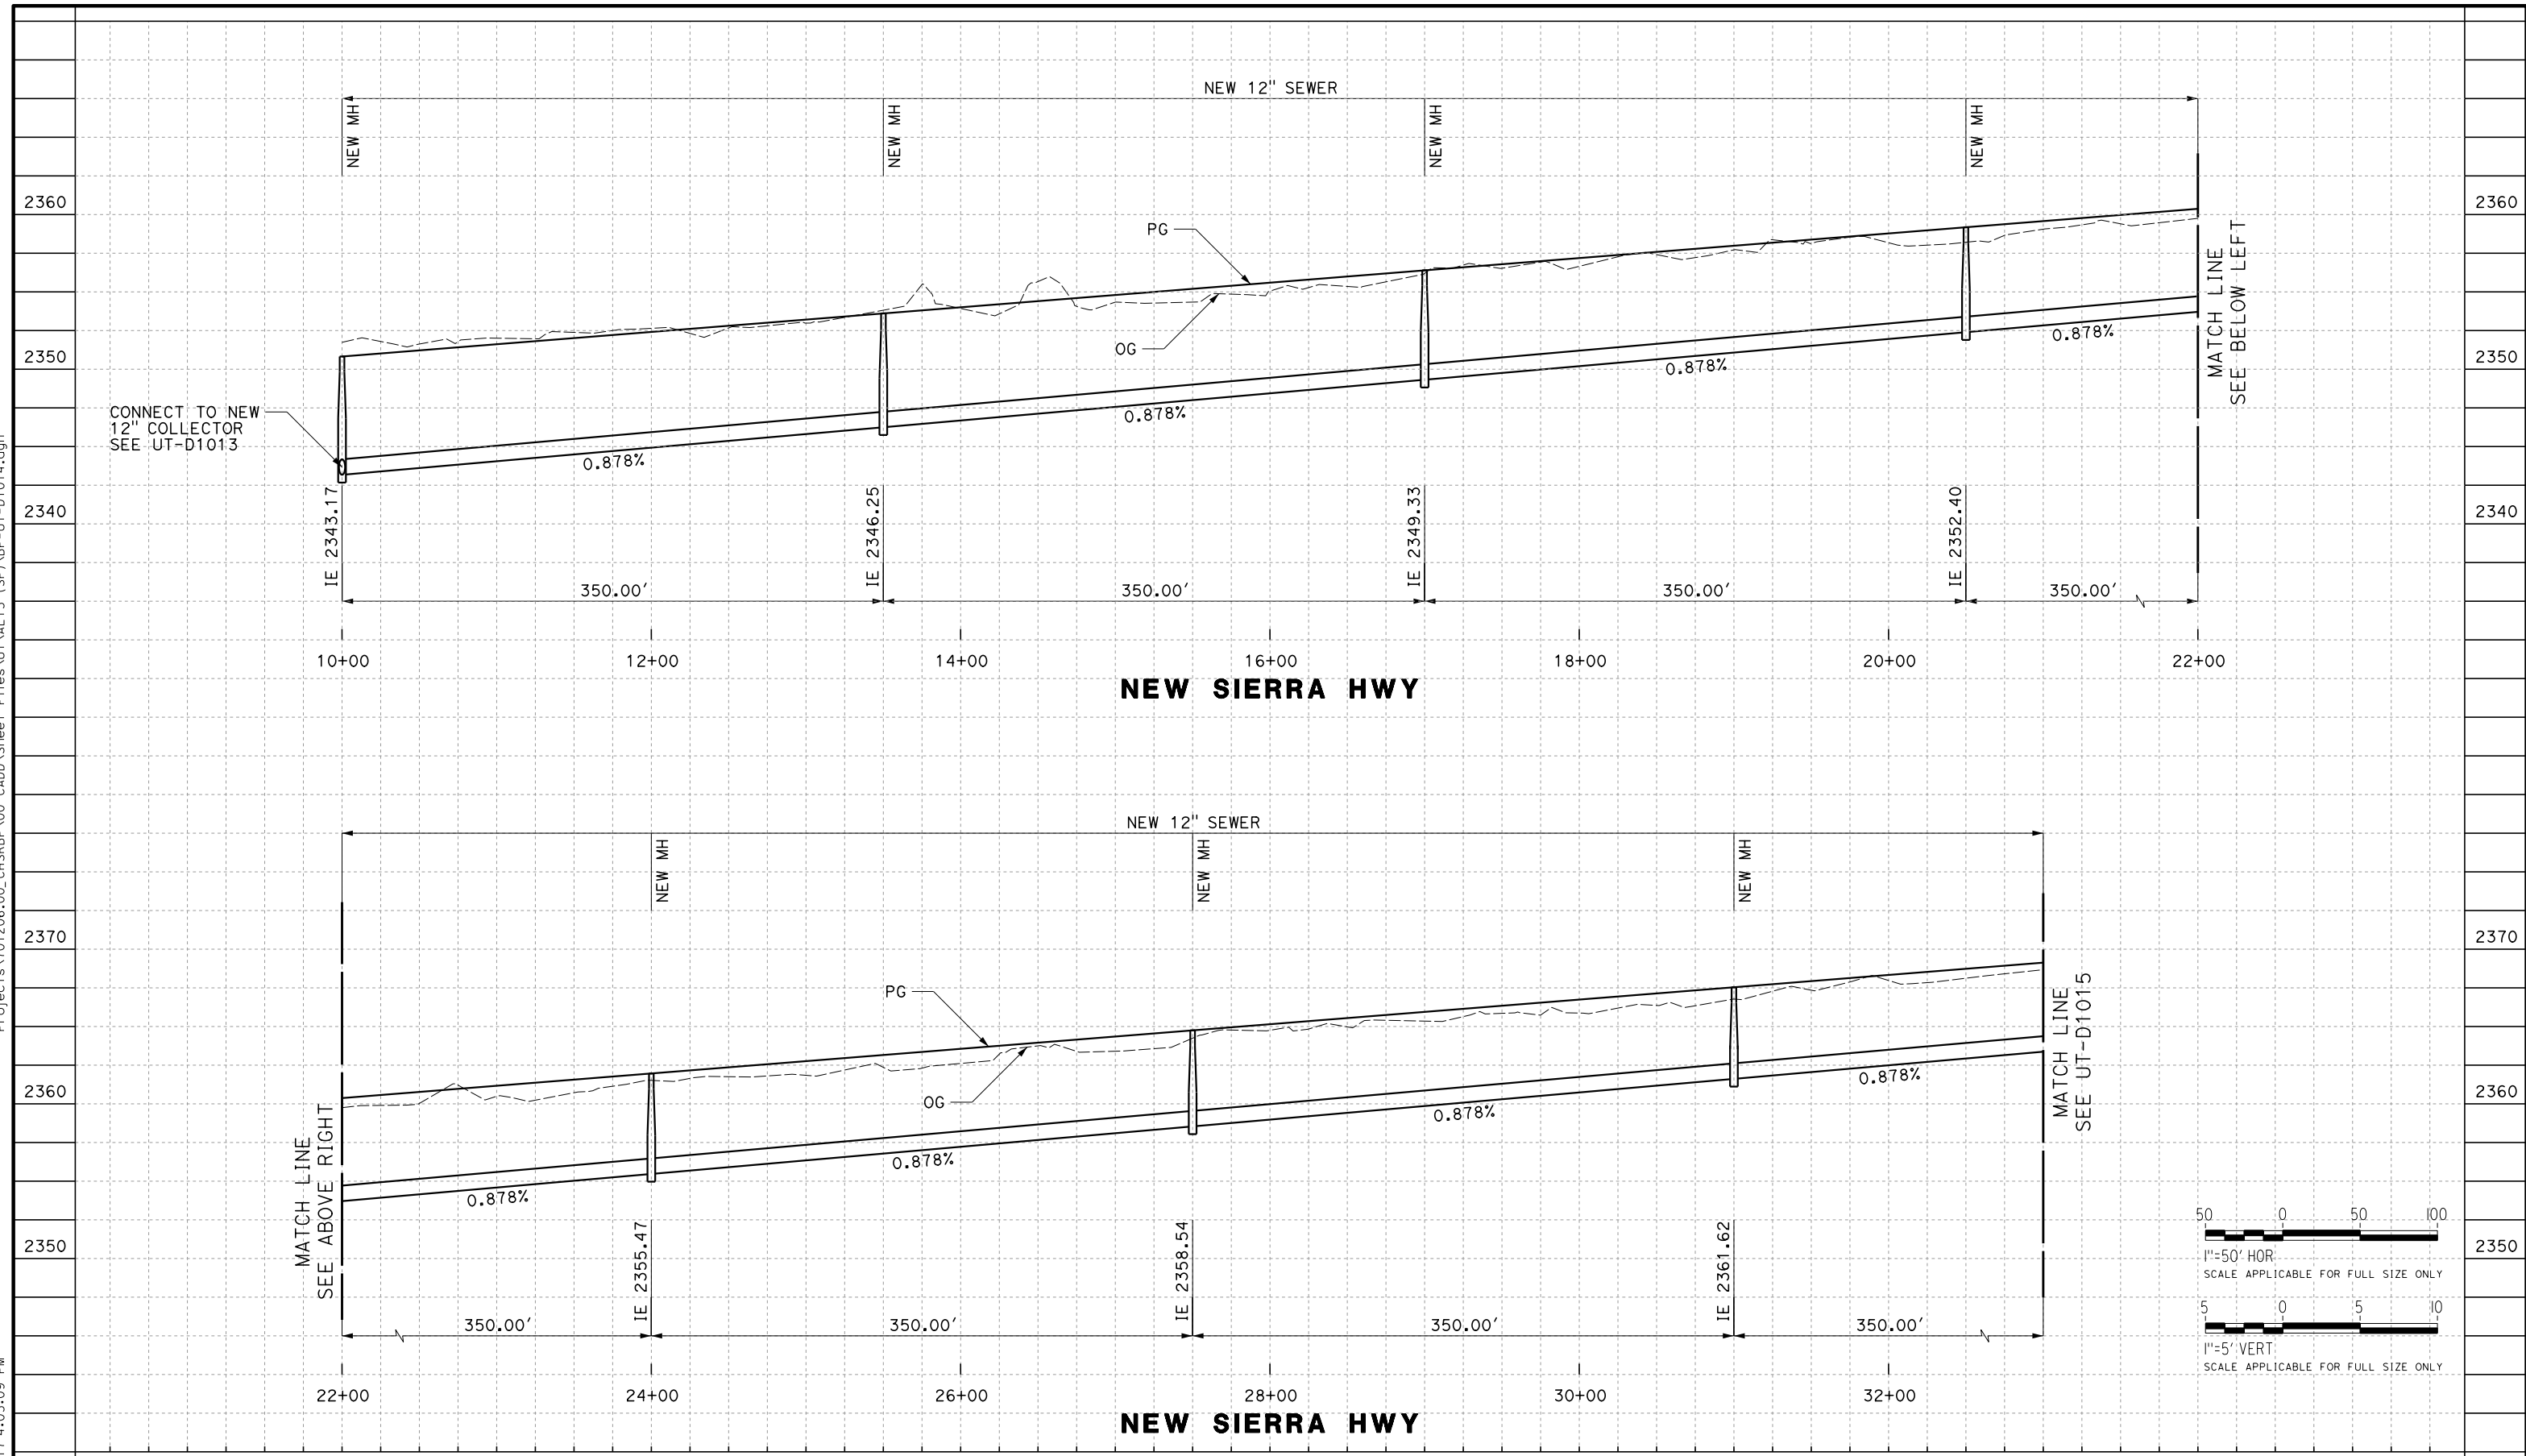 NEW 12" SEWER
NEW MH
NEW MH
NEW MH
NEW MH
2360
2360
PG
OG
2350
2350
CONNECT TO NEW
12" COLLECTOR
SEE UT-D1013
0.878%
0.878%
0.878%
0.878%
MATCH LINE
SEE BELOW LEFT
2340
2340
IE 2343.17
IE 2346.25
IE 2349.33
IE 2352.40
350.00'
350.00'
350.00'
350.00'
10+00
12+00
14+00
16+00
18+00
20+00
22+00
NEW SIERRA HWY
NEW 12" SEWER
NEW MH
NEW MH
NEW MH
2370
2370
PG
OG
2360
2360
MATCH LINE
SEE ABOVE RIGHT
0.878%
0.878%
0.878%
0.878%
MATCH LINE
SEE UT-D1015
2350
2350
IE 2355.47
IE 2358.54
IE 2361.62
350.00'
350.00'
350.00'
350.00'
22+00
24+00
26+00
28+00
30+00
32+00
NEW SIERRA HWY
50 0 50 100
1"=50' HOR
SCALE APPLICABLE FOR FULL SIZE ONLY
5 0 5 10
1"=5' VERT
SCALE APPLICABLE FOR FULL SIZE ONLY